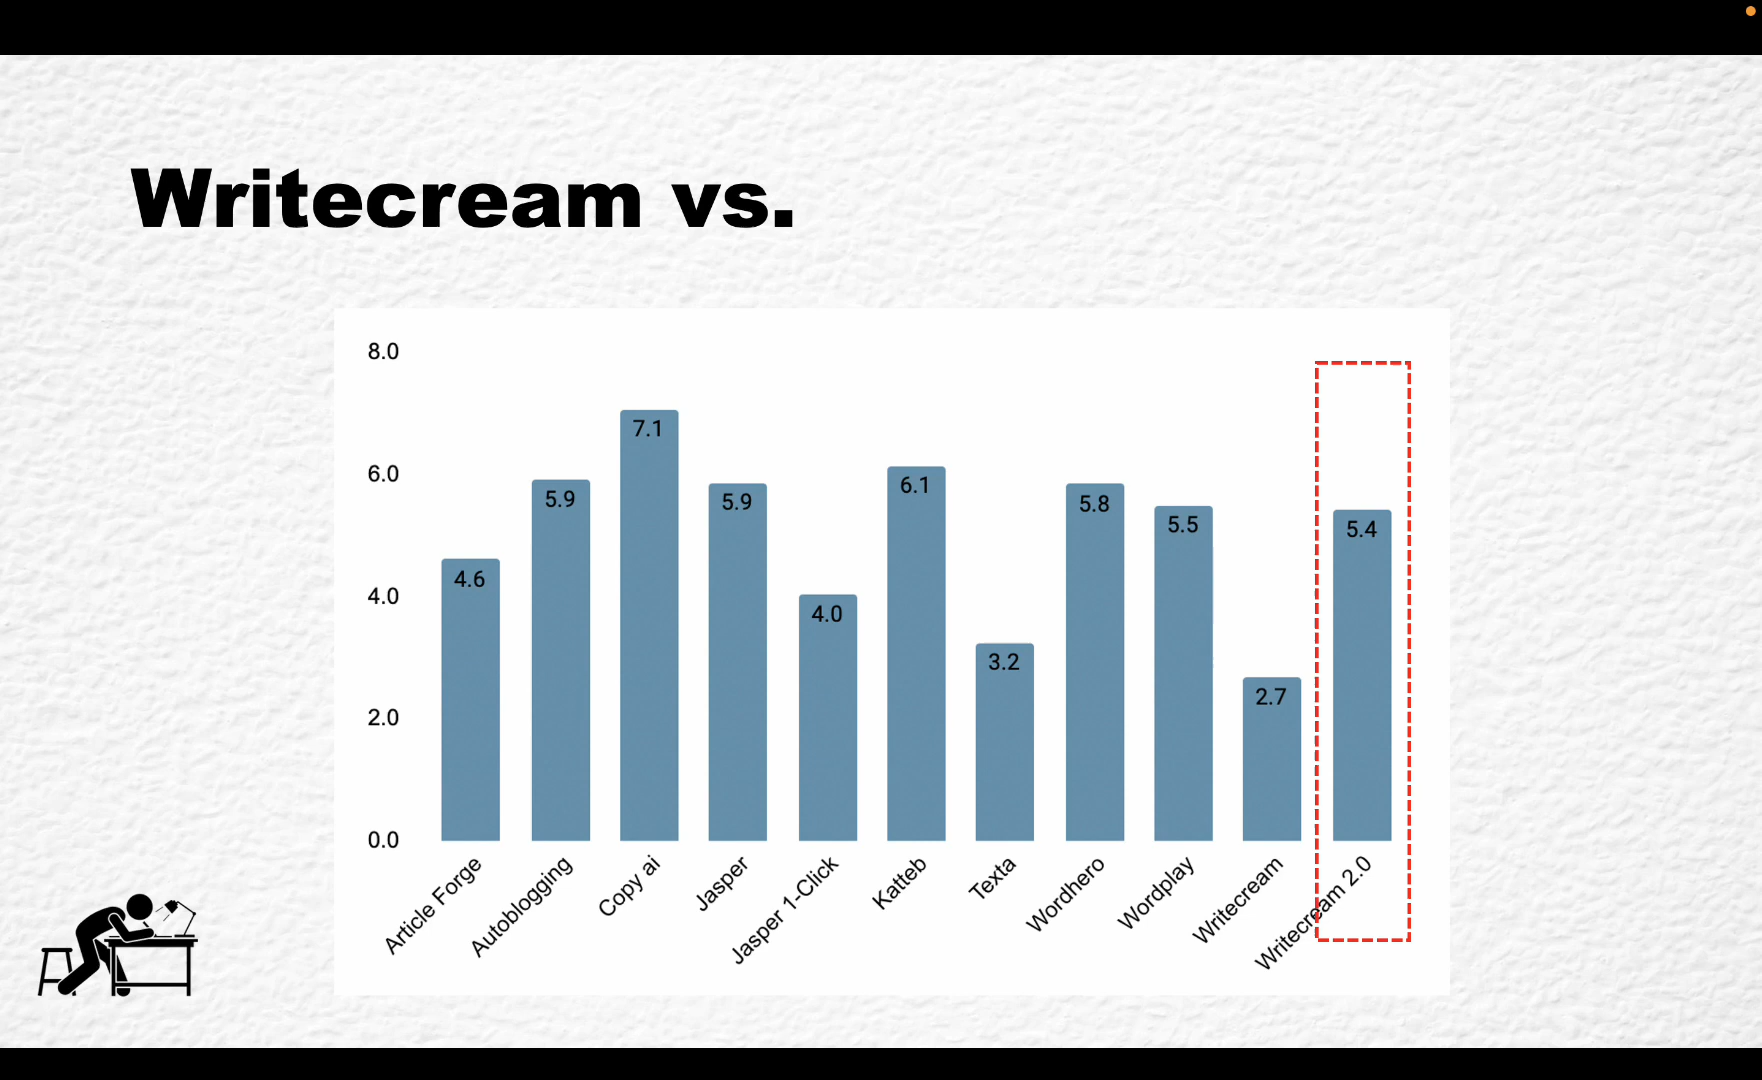 Writecream vs.
8.0
6.0
4.0
2.0
0.0
4.6
5.9
7.1
5.9
4.0
6.1
3.2
5.8
5.5
2.7
5.4
Article Forge
Autoblogging
Copy ai
Jasper
Jasper 1-Click
Katteb
Texta
Wordhero
Wordplay
Writecream
Writecream 2.0